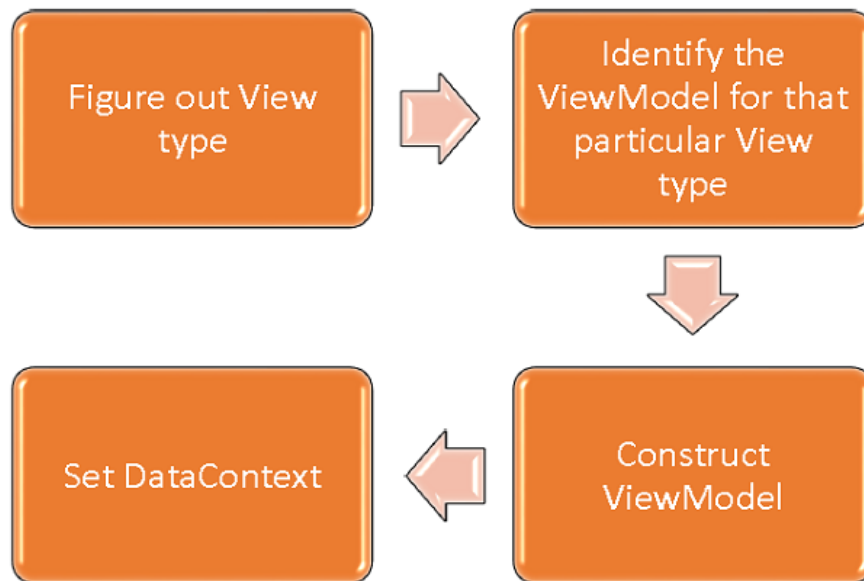 Figure out View
type
Identify the
ViewModel for that
particular View
type
Construct
ViewModel
Set DataContext